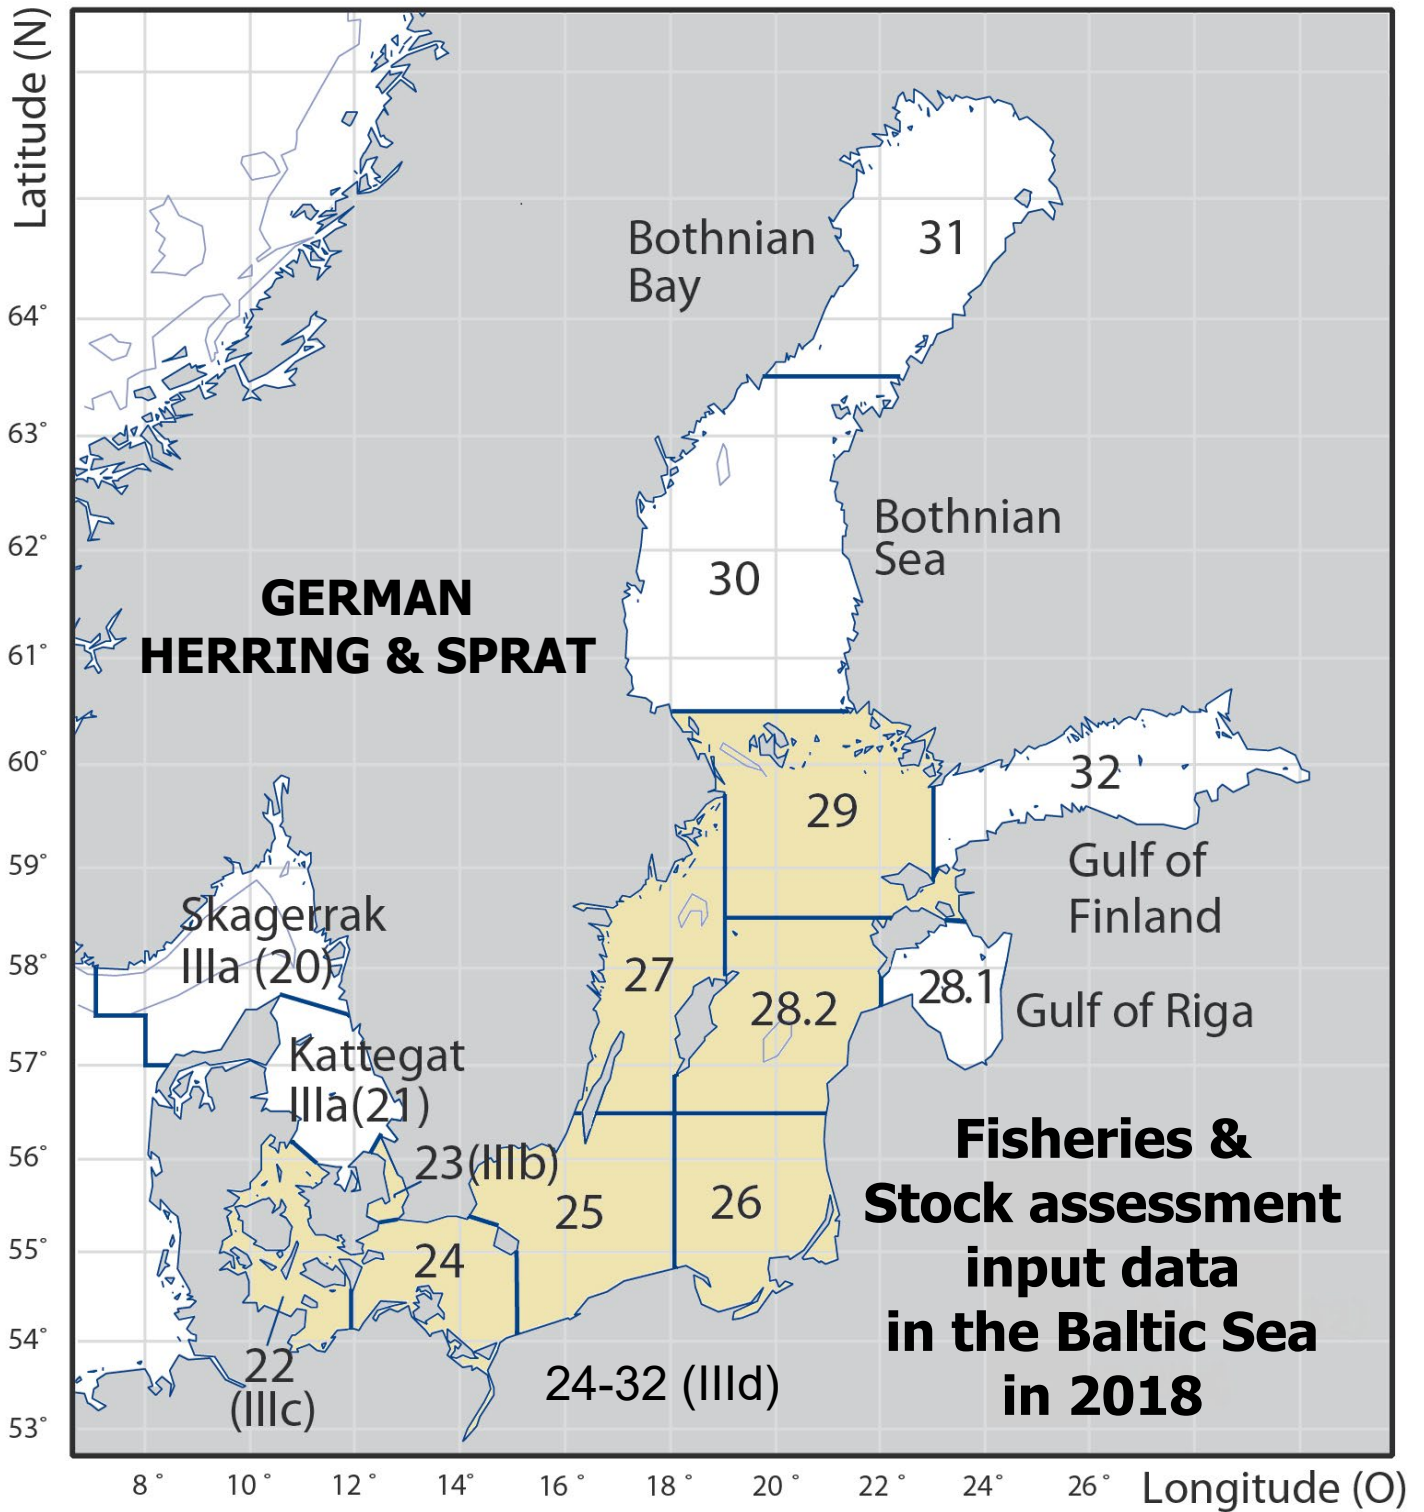 Latitude (N)
Bothnian
Bay
31
64°
63°
Bothnian
Sea
62°
30
GERMAN
HERRING & SPRAT
61°
60°
32
29
59°
Gulf of
Finland
Skagerrak
IIIa (20)
58°
27
28.2
28.1
Gulf of Riga
57°
Kattegat
IIIa(21)
56°
23(IIIb)
25
26
Fisheries &
Stock assessment
input data
in the Baltic Sea
in 2018
55°
24
54°
22
(IIIc)
24-32 (IIId)
53°
8° 10° 12° 14° 16° 18° 20° 22° 24° 26° Longitude (O)